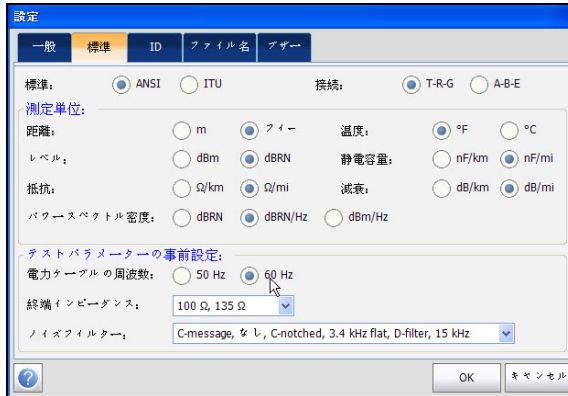 設定
一般 標準 ID ファイル名 ブザー
標準: ANSI ITU 接続: T-R-G A-B-E
測定単位:
距離: m フィー 温度: °F °C
レベル: dBm dBRN 静電容量: nF/km nF/mi
抵抗: Ω/km Ω/mi 減衰: dB/km dB/mi
パワースペクトル密度: dBRN dBRN/Hz dBm/Hz
テストパラメーターの事前設定:
電力ケーブルの周波数: 50 Hz 60 Hz
終端インピーダンス: 100 Ω, 135 Ω
ノイズフィルター: C-message, なし, C-notched, 3.4 kHz flat, D-filter, 15 kHz
? OK キャンセル